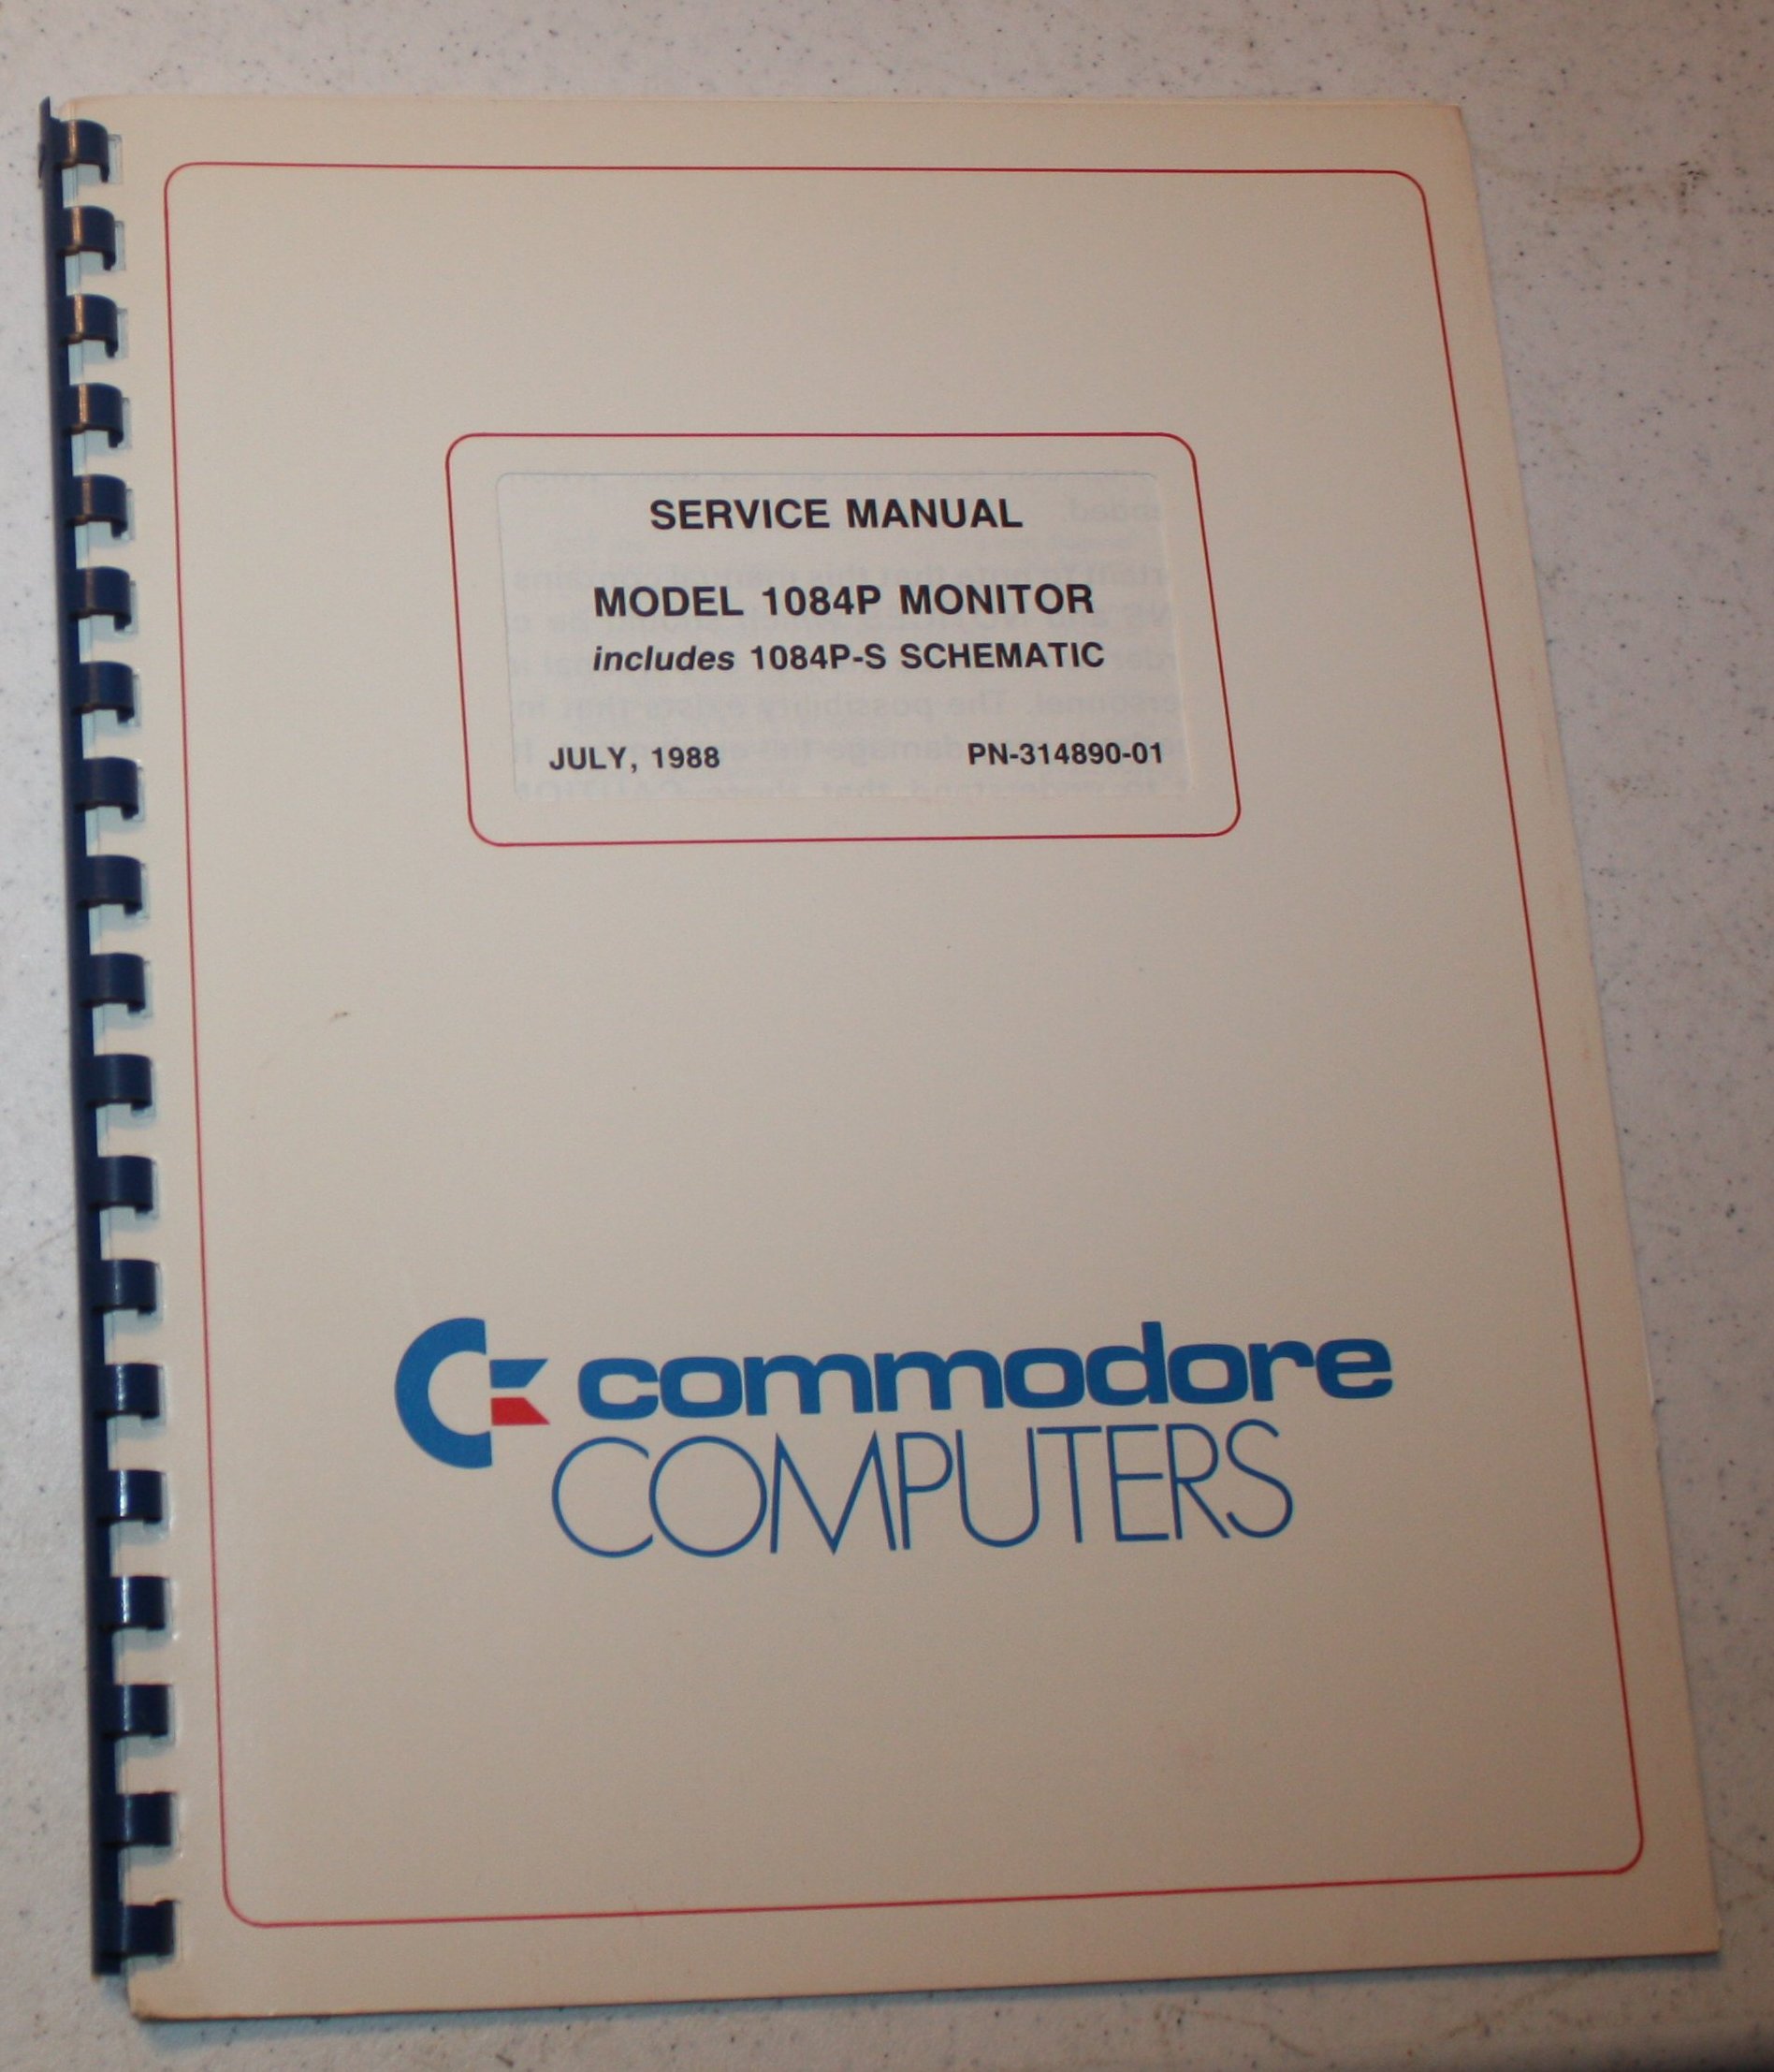 SERVICE MANUAL
MODEL 1084P MONITOR
includes 1084P-S SCHEMATIC
JULY, 1988 PN-314890-01
commodore
COMPUTERS